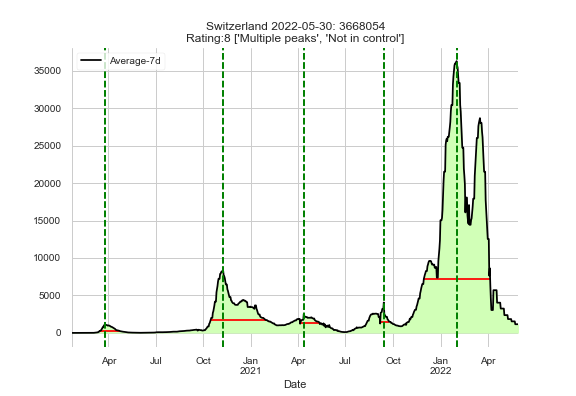 Switzerland 2022-05-30: 3668054
Rating:8 ['Multiple peaks', 'Not in control']
Average-7d
35000
30000
25000
20000
15000
10000
5000
0
Apr Jul Oct Jan Apr Jul Oct Jan Apr
2021 2022
Date